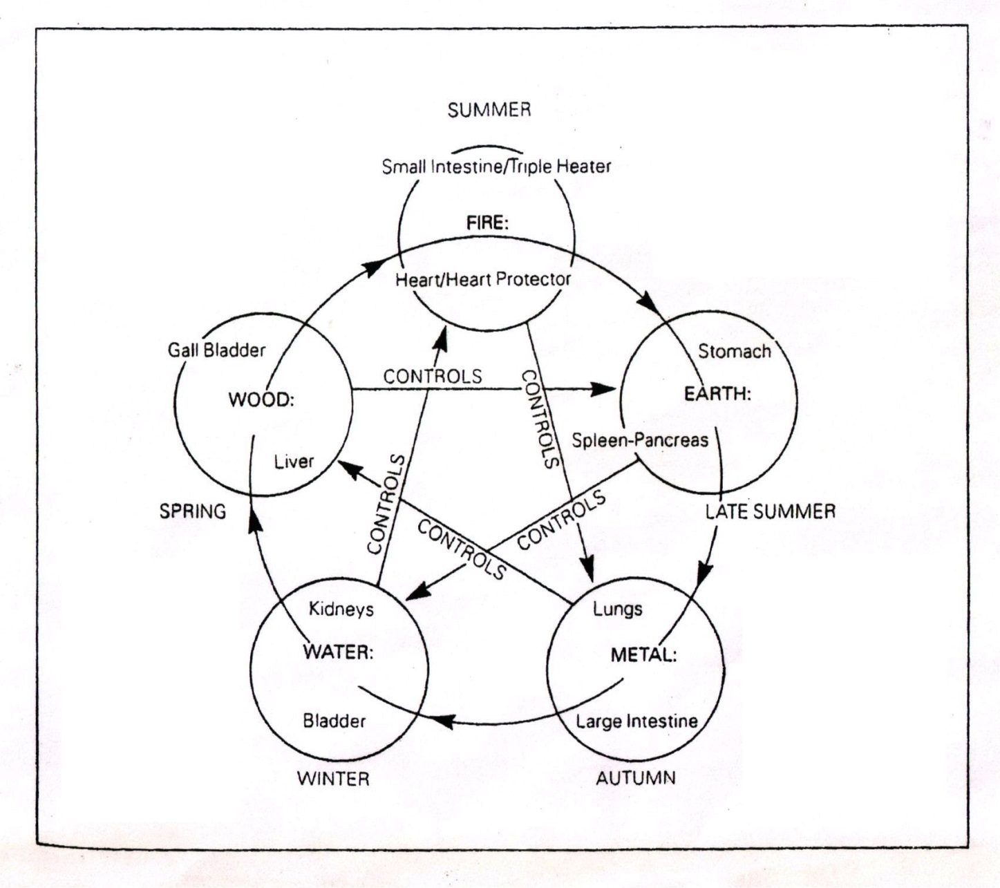 SUMMER
Small Intestine/Triple Heater
FIRE:
Heart/Heart Protector
Gall Bladder
WOOD:
Liver
SPRING
Stomach
EARTH:
Spleen-Pancreas
LATE SUMMER
CONTROLS
CONTROLS
CONTROLS
CONTROLS
CONTROLS
Kidneys
WATER:
Bladder
WINTER
Lungs
METAL:
Large Intestine
AUTUMN